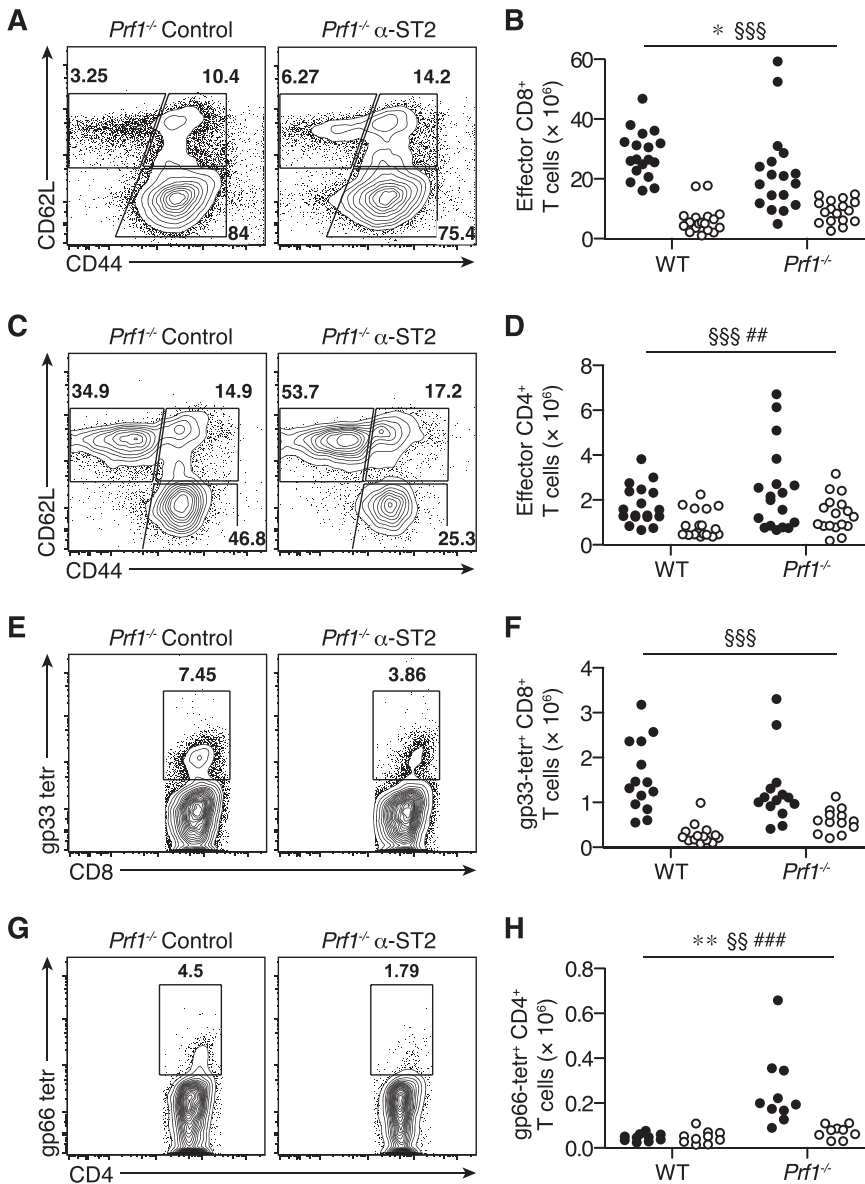 A
Prf1-/- Control
Prf1-/- α-ST2
3.25
10.4
84
6.27
14.2
75.4
CD62L
CD44
B
* §§§
Effector CD8+
T cells (× 10⁶)
60
40
20
0
WT
Prf1-/-
C
Prf1-/- Control
Prf1-/- α-ST2
34.9
14.9
46.8
53.7
17.2
25.3
CD62L
CD44
D
§§§ ##
Effector CD4+
T cells (× 10⁶)
8
6
4
2
0
WT
Prf1-/-
E
Prf1-/- Control
Prf1-/- α-ST2
7.45
3.86
gp33 tetr
CD8
F
§§§
gp33-tetr+ CD8+
T cells (× 10⁶)
4
3
2
1
0
WT
Prf1-/-
G
Prf1-/- Control
Prf1-/- α-ST2
4.5
1.79
gp66 tetr
CD4
H
** §§ ###
gp66-tetr+ CD4+
T cells (× 10⁶)
0.8
0.6
0.4
0.2
0.0
WT
Prf1-/-